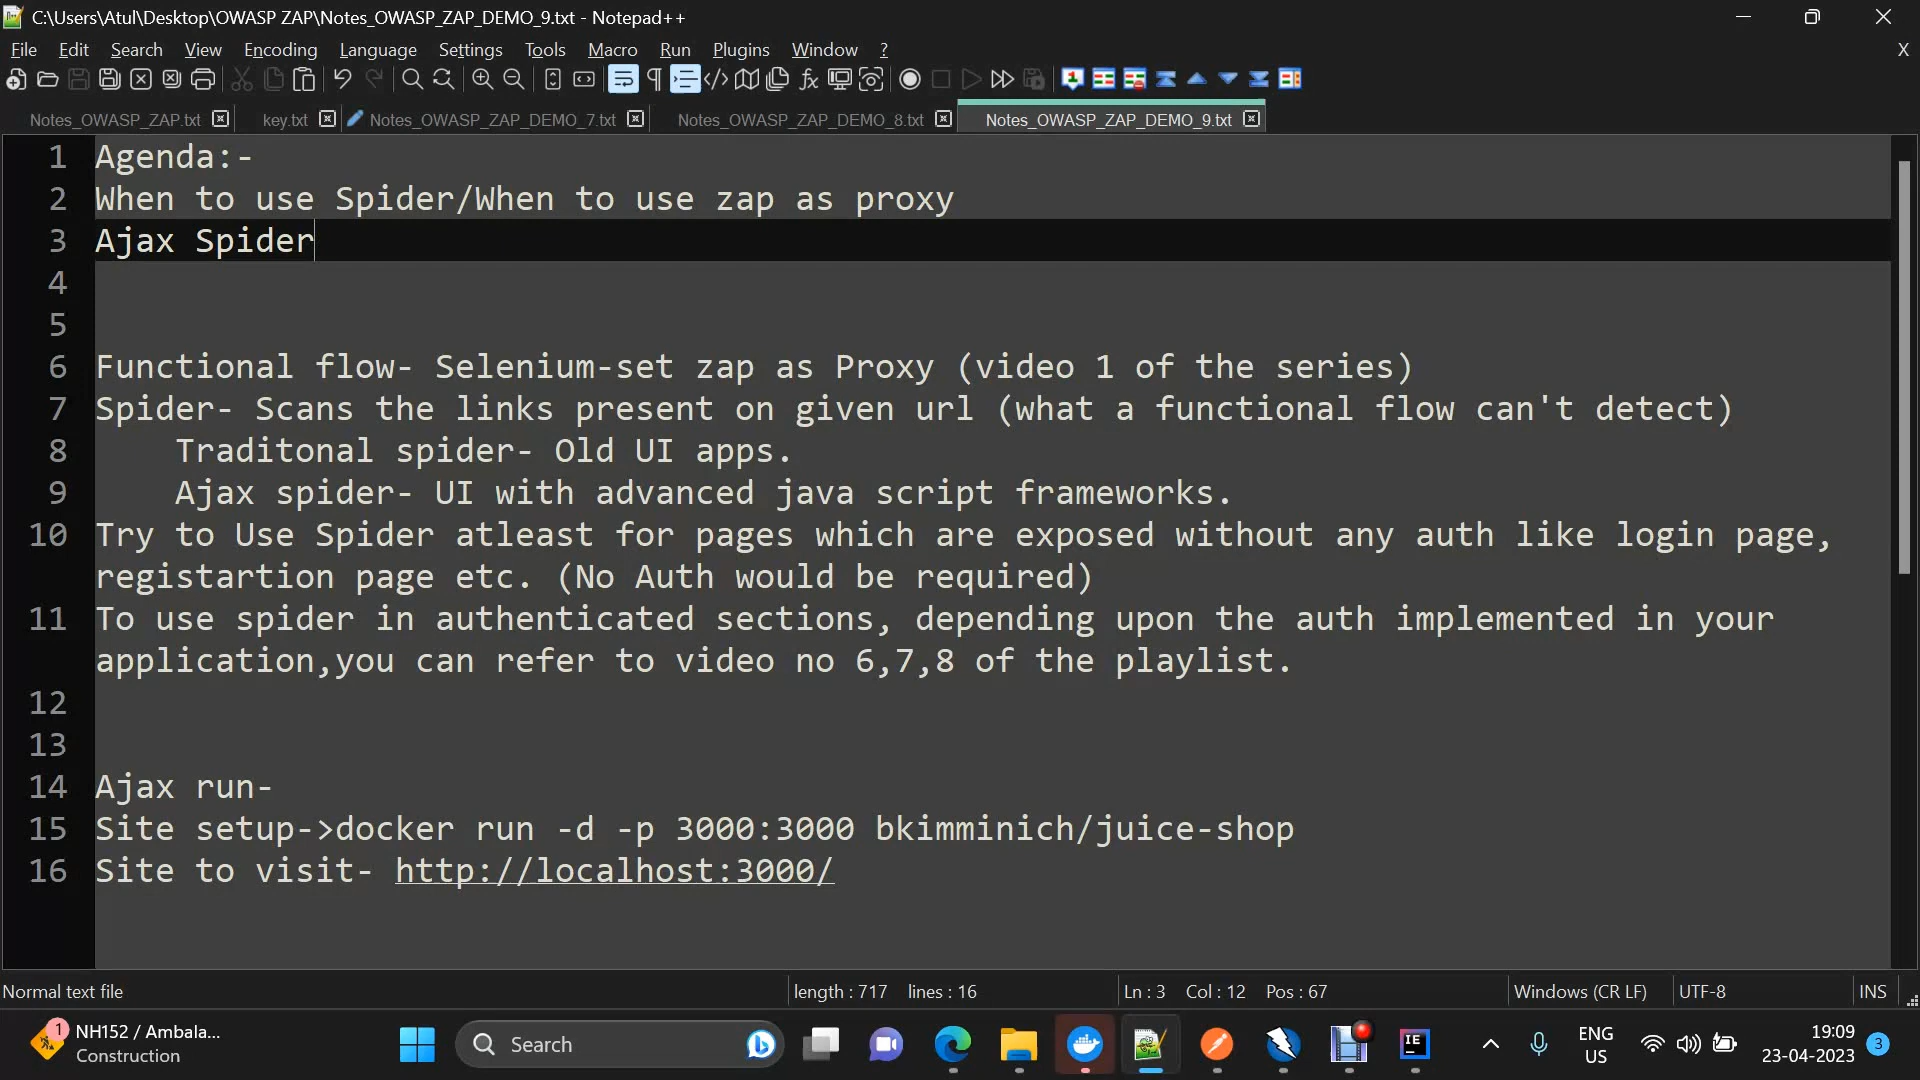 C:\Users\Atul\Desktop\OWASP ZAP\Notes_OWASP_ZAP_DEMO_9.txt - Notepad++
File Edit Search View Encoding Language Settings Tools Macro Run Plugins Window ? X
Notes_OWASP_ZAP.txt key.txt Notes_OWASP_ZAP_DEMO_7.txt Notes_OWASP_ZAP_DEMO_8.txt Notes_OWASP_ZAP_DEMO_9.txt
1 Agenda:-
2 When to use Spider/When to use zap as proxy
3 Ajax Spider
4
5
6 Functional flow- Selenium-set zap as Proxy (video 1 of the series)
7 Spider- Scans the links present on given url (what a functional flow can't detect)
8 Traditonal spider- Old UI apps.
9 Ajax spider- UI with advanced java script frameworks.
10 Try to Use Spider atleast for pages which are exposed without any auth like login page,
registartion page etc. (No Auth would be required)
11 To use spider in authenticated sections, depending upon the auth implemented in your
application,you can refer to video no 6,7,8 of the playlist.
12
13
14 Ajax run-
15 Site setup->docker run -d -p 3000:3000 bkimminich/juice-shop
16 Site to visit- http://localhost:3000/
Normal text file length : 717 lines : 16 Ln : 3 Col : 12 Pos : 67 Windows (CR LF) UTF-8 INS
1 NH152 / Ambala...
Construction
Search
IE
ENG
US
19:09
23-04-2023
3